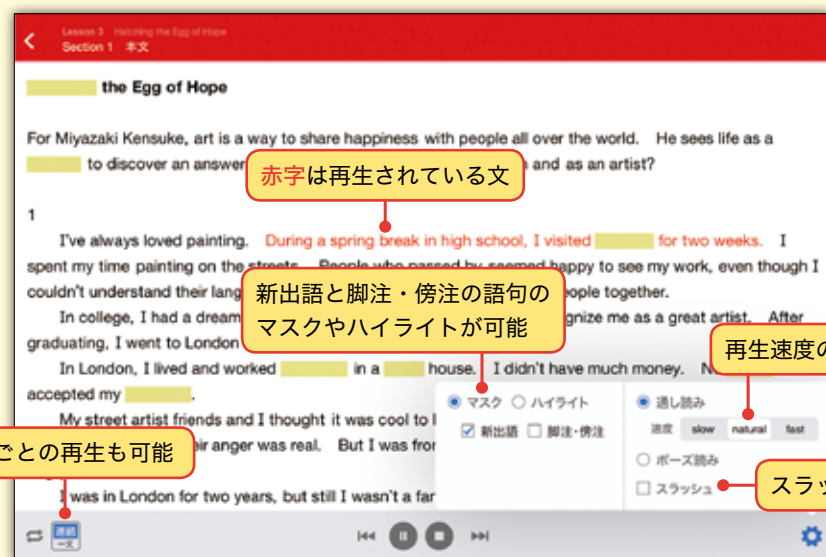 Lesson 3 Hatching the Egg of Hope
Section 1 本文
the Egg of Hope
For Miyazaki Kensuke, art is a way to share happiness with people all over the world. He sees life as a
to discover an answer and as an artist?
赤字は再生されている文
1
I've always loved painting. During a spring break in high school, I visited for two weeks. I
spent my time painting on the streets. People who passed by seemed happy to see my work, even though I
couldn't understand their lang eople together.
新出語と脚注・傍注の語句の
マスクやハイライトが可能
In college, I had a dream gnize me as a great artist. After
graduating, I went to London
再生速度の
In London, I lived and worked in a house. I didn't have much money. N
accepted my .
My street artist friends and I thought it was cool to l
eir anger was real. But I was fror
ごとの再生も可能
I was in London for two years, but still I wasn't a far
マスク ハイライト
新出語 脚注・傍注
通し読み
速度 slow natural fast
ポーズ読み
スラッシュ
スラッ
連続
一文